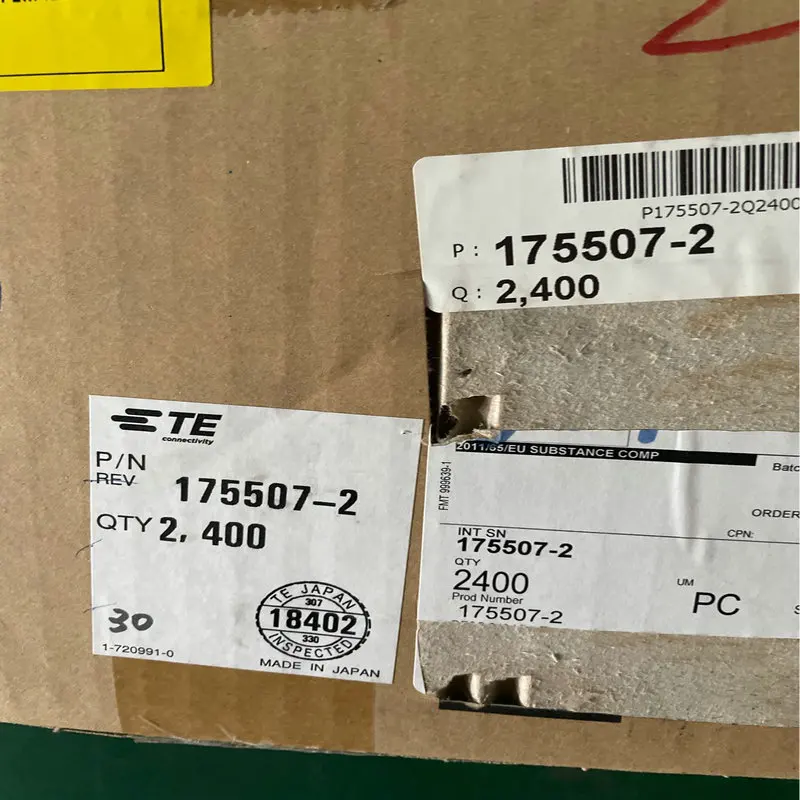 P175507-2Q2400
P: 175507-2
Q: 2,400
TE
connectivity
P/N
REV
175507-2
QTY 2,400
30
1-720991-0
TE JAPAN
307
18402
330
INSPECTED
MADE IN JAPAN
2011/65/EU SUBSTANCE COMP
FMT 999639-1
Batc
ORDER
CPN:
INT SN
175507-2
QTY
2400
UM
PC
Prod Number
175507-2